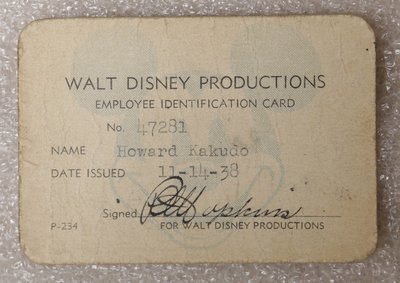 WALT DISNEY PRODUCTIONS
EMPLOYEE IDENTIFICATION CARD
No. 47281
NAME Howard Kakudo
DATE ISSUED 11-14-38
Signed Hopkins
P-234 FOR WALT DISNEY PRODUCTIONS